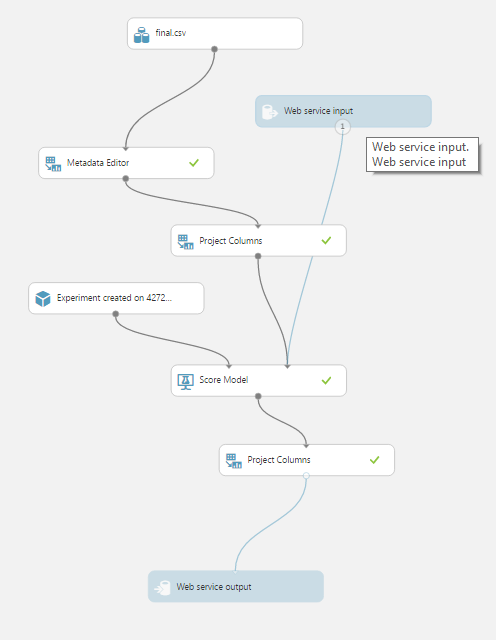 final.csv
Web service input
1
Web service input.
Web service input
Metadata Editor
Project Columns
Experiment created on 4272...
Score Model
Project Columns
Web service output